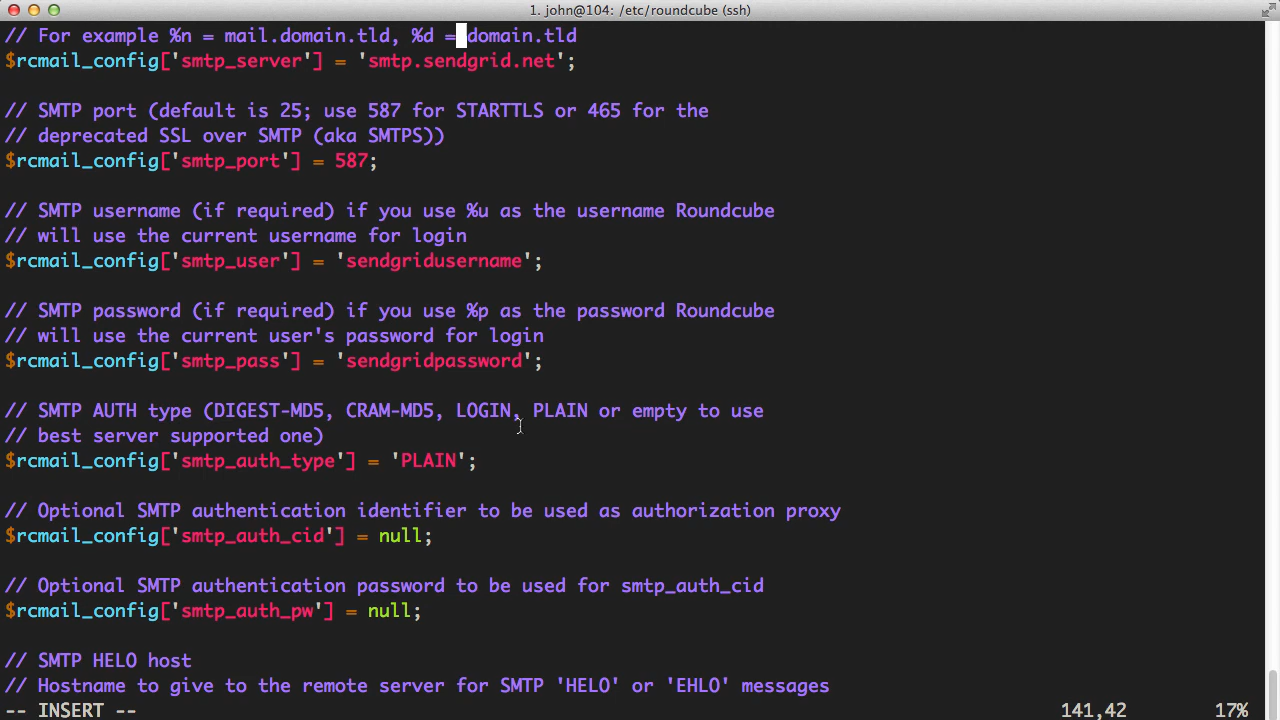 1. john@104: /etc/roundcube (ssh)
// For example %n = mail.domain.tld, %d = domain.tld
$rcmail_config['smtp_server'] = 'smtp.sendgrid.net';
// SMTP port (default is 25; use 587 for STARTTLS or 465 for the
// deprecated SSL over SMTP (aka SMTPS))
$rcmail_config['smtp_port'] = 587;
// SMTP username (if required) if you use %u as the username Roundcube
// will use the current username for login
$rcmail_config['smtp_user'] = 'sendgridusername';
// SMTP password (if required) if you use %p as the password Roundcube
// will use the current user's password for login
$rcmail_config['smtp_pass'] = 'sendgridpassword';
// SMTP AUTH type (DIGEST-MD5, CRAM-MD5, LOGIN, PLAIN or empty to use
// best server supported one)
$rcmail_config['smtp_auth_type'] = 'PLAIN';
// Optional SMTP authentication identifier to be used as authorization proxy
$rcmail_config['smtp_auth_cid'] = null;
// Optional SMTP authentication password to be used for smtp_auth_cid
$rcmail_config['smtp_auth_pw'] = null;
// SMTP HELO host
// Hostname to give to the remote server for SMTP 'HELO' or 'EHLO' messages
-- INSERT -- 141,42 17%